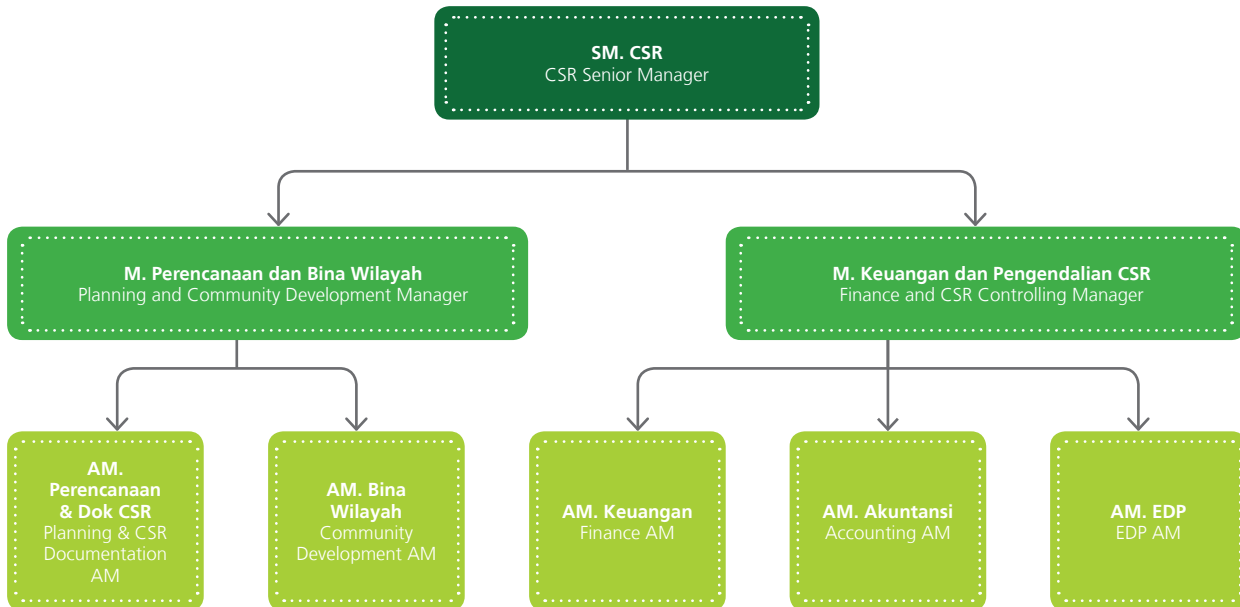 SM. CSR
CSR Senior Manager
M. Perencanaan dan Bina Wilayah
Planning and Community Development Manager
M. Keuangan dan Pengendalian CSR
Finance and CSR Controlling Manager
AM.
Perencanaan
& Dok CSR
Planning & CSR
Documentation
AM
AM. Bina
Wilayah
Community
Development AM
AM. Keuangan
Finance AM
AM. Akuntansi
Accounting AM
AM. EDP
EDP AM